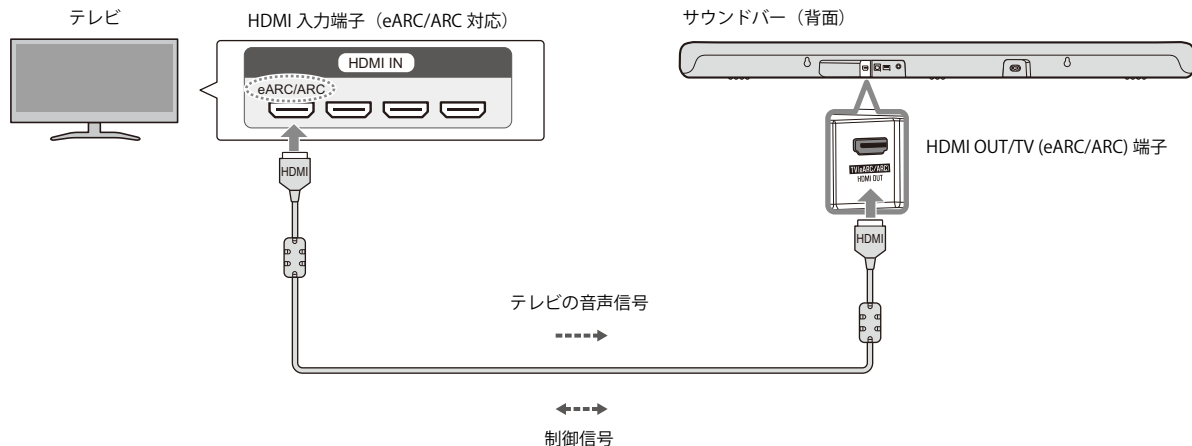 テレビ
HDMI 入力端子（eARC/ARC 対応）
サウンドバー（背面）
HDMI IN
eARC/ARC
HDMI OUT/TV (eARC/ARC) 端子
TV(eARC/ARC)
HDMI OUT
HDMI
HDMI
テレビの音声信号
制御信号